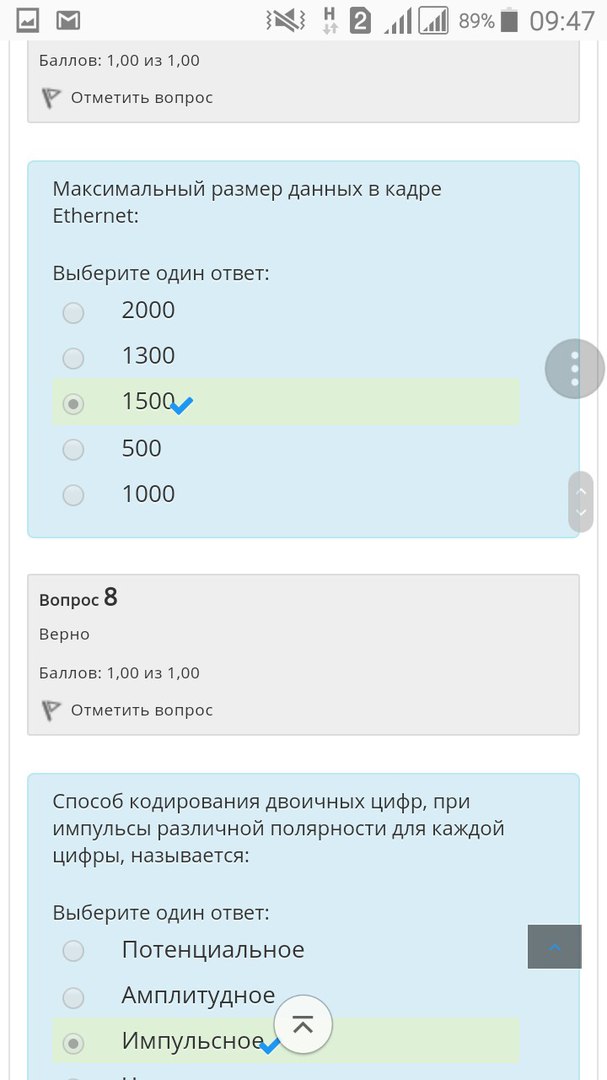 H 2 89% 09:47
Баллов: 1,00 из 1,00
Отметить вопрос
Максимальный размер данных в кадре
Ethernet:
Выберите один ответ:
2000
1300
1500
500
1000
Вопрос 8
Верно
Баллов: 1,00 из 1,00
Отметить вопрос
Способ кодирования двоичных цифр, при
импульсы различной полярности для каждой
цифры, называется:
Выберите один ответ:
Потенциальное
Амплитудное
Импульсное